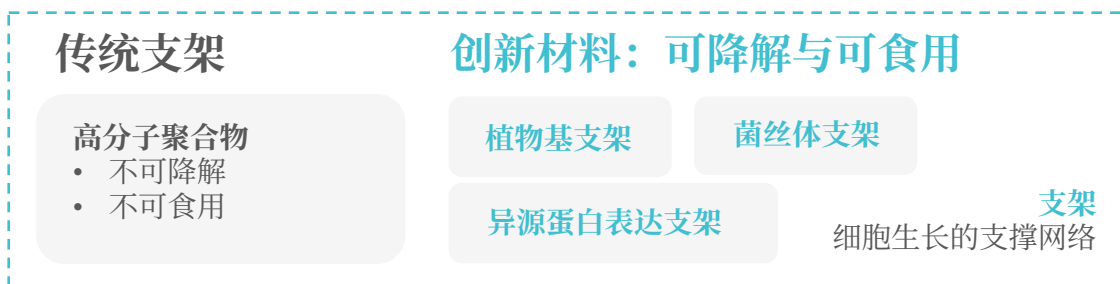 传统支架
高分子聚合物
• 不可降解
• 不可食用
创新材料：可降解与可食用
植物基支架
菌丝体支架
异源蛋白表达支架
支架
细胞生长的支撑网络